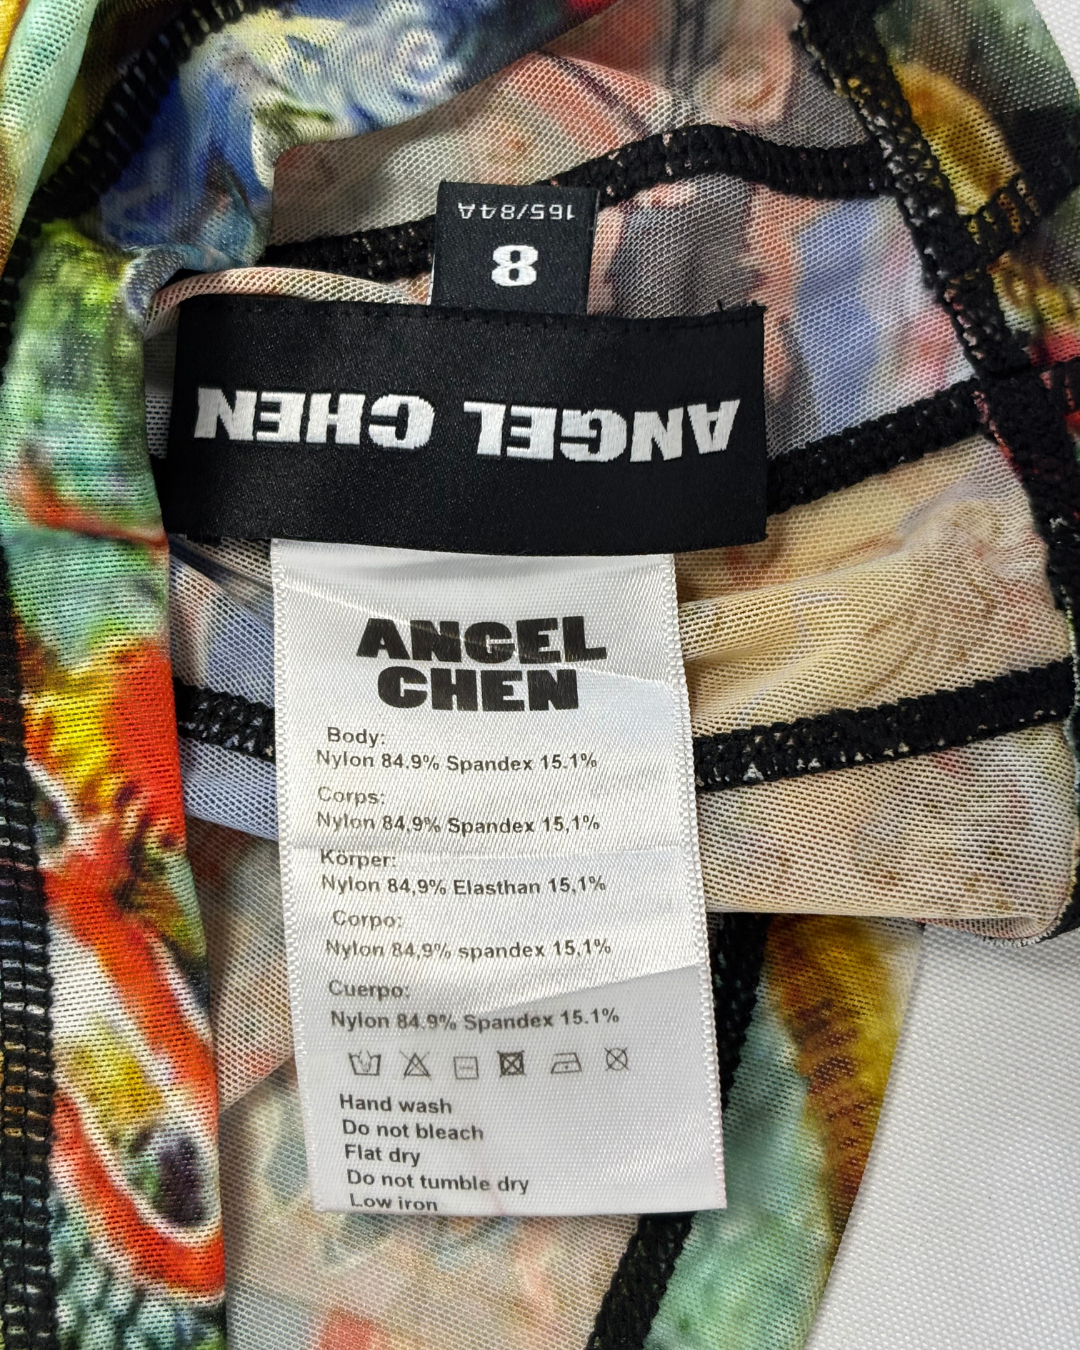 165/84A
8
ANGEL CHEN
ANGEL
CHEN
Body:
Nylon 84.9% Spandex 15.1%
Corps:
Nylon 84,9% Spandex 15,1%
Körper:
Nylon 84,9% Elasthan 15,1%
Corpo:
Nylon 84,9% spandex 15,1%
Cuerpo:
Nylon 84.9% Spandex 15.1%
Hand wash
Do not bleach
Flat dry
Do not tumble dry
Low iron